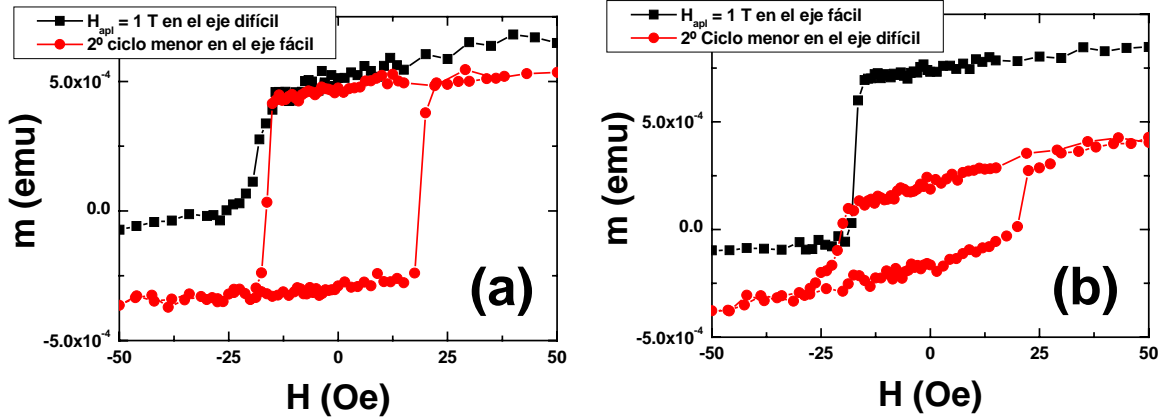 H_apl = 1 T en el eje difícil
2º ciclo menor en el eje fácil
5.0x10⁻⁴
0.0
-5.0x10⁻⁴
m (emu)
(a)
-50 -25 0 25 50
H (Oe)
H_apl = 1 T en el eje fácil
2º Ciclo menor en el eje difícil
5.0x10⁻⁴
0.0
-5.0x10⁻⁴
m (emu)
(b)
-50 -25 0 25 50
H (Oe)